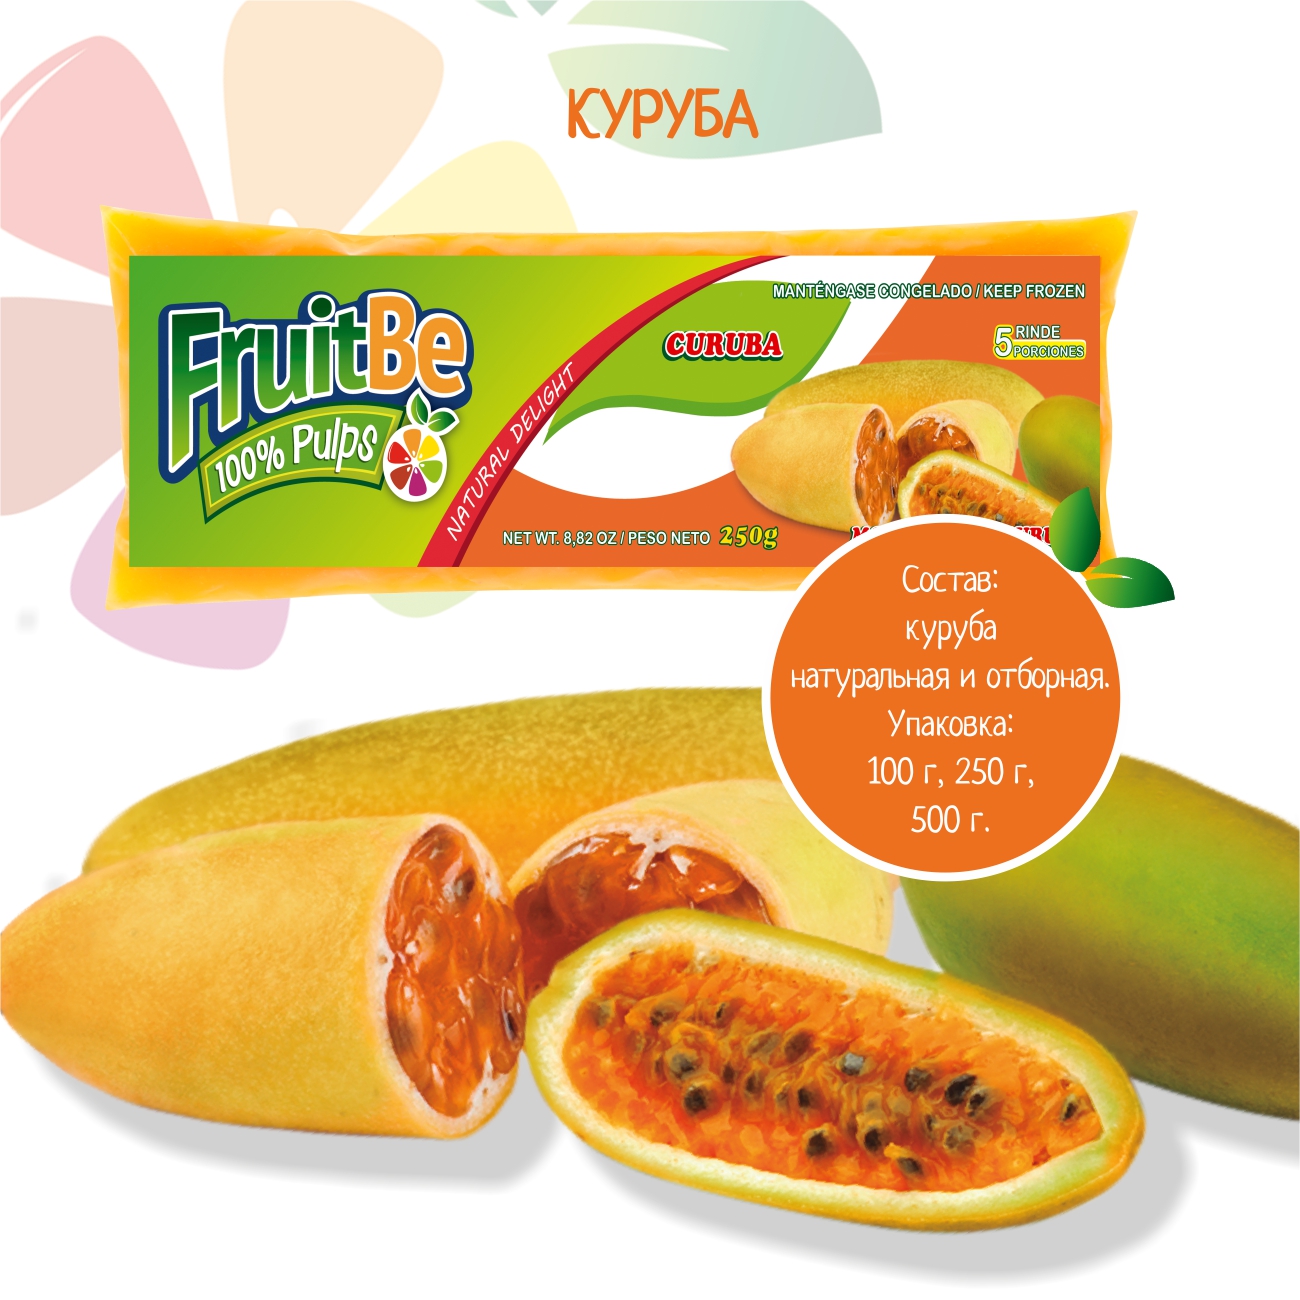 КУРУБА
MANTÉNGASE CONGELADO / KEEP FROZEN
FruitBe
100% Pulps
NATURAL DELIGHT
CURUBA
5 RINDE
PORCIONES
NET WT. 8,82 OZ / PESO NETO 250g
Состав:
куруба
натуральная и отборная.
Упаковка:
100 г, 250 г,
500 г.